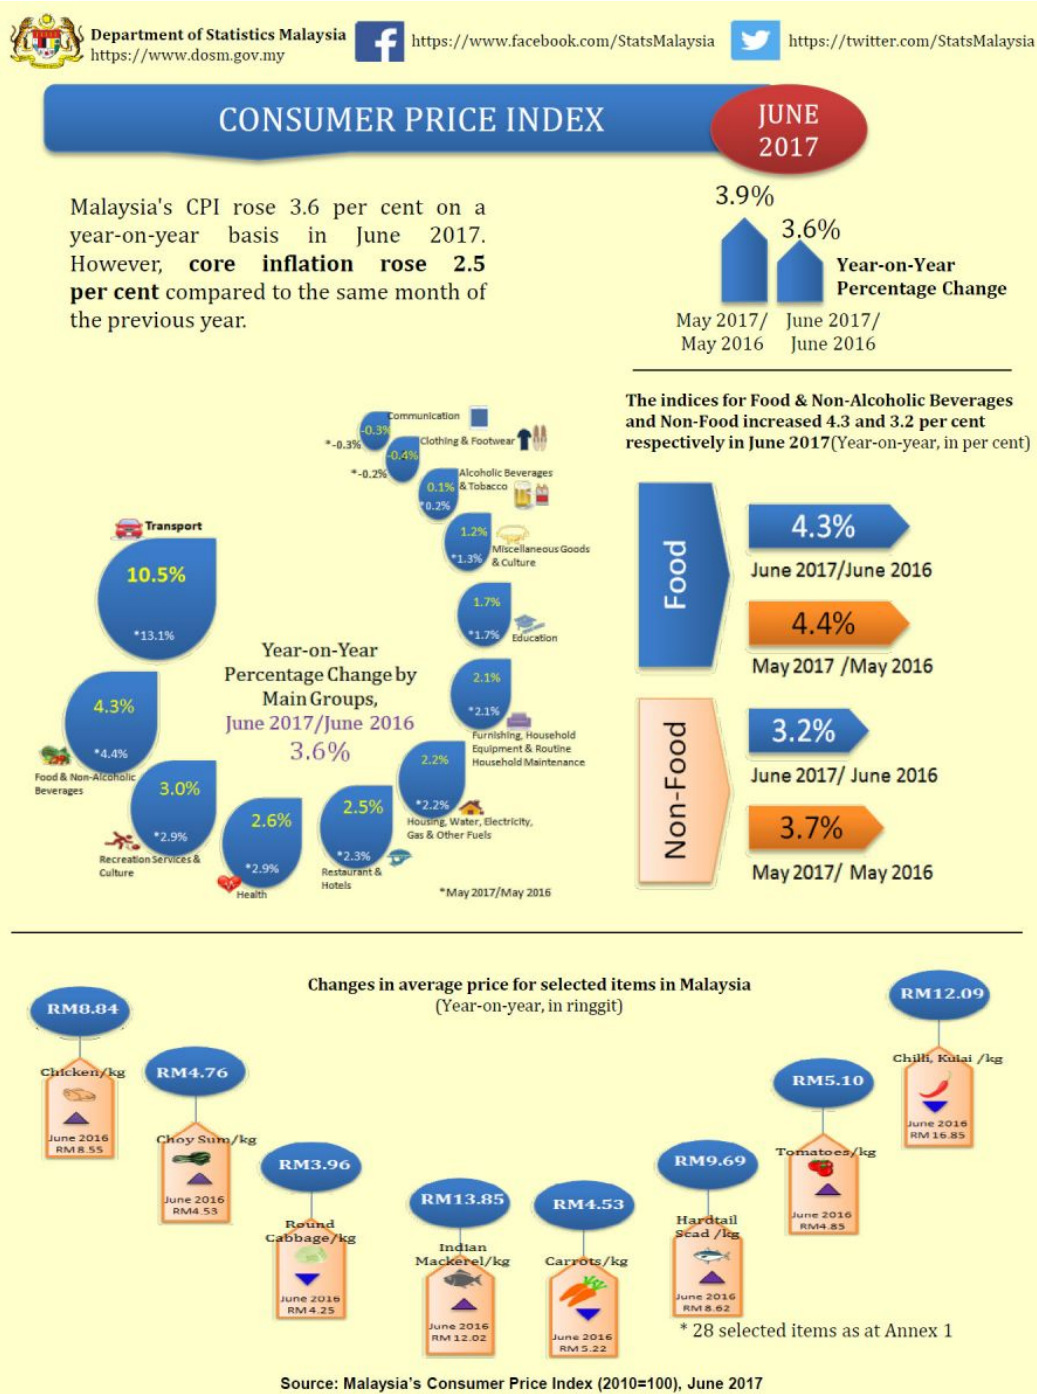 Department of Statistics Malaysia
https://www.dosm.gov.my
https://www.facebook.com/StatsMalaysia
https://twitter.com/StatsMalaysia
CONSUMER PRICE INDEX
JUNE
2017
Malaysia's CPI rose 3.6 per cent on a
year-on-year basis in June 2017.
However, core inflation rose 2.5
per cent compared to the same month of
the previous year.
3.9%
3.6%
Year-on-Year
Percentage Change
May 2017/
May 2016
June 2017/
June 2016
The indices for Food & Non-Alcoholic Beverages
and Non-Food increased 4.3 and 3.2 per cent
respectively in June 2017(Year-on-year, in per cent)
Food
4.3%
June 2017/June 2016
4.4%
May 2017 /May 2016
Non-Food
3.2%
June 2017/ June 2016
3.7%
May 2017/ May 2016
Communication
-0.3%
*-0.3%
Clothing & Footwear
-0.4%
*-0.2%
Alcoholic Beverages
& Tobacco
0.1%
*0.2%
1.2%
*1.3%
Miscellaneous Goods
& Culture
1.7%
*1.7%
Education
2.1%
*2.1%
Furnishing, Household
Equipment & Routine
Household Maintenance
2.2%
*2.2%
Housing, Water, Electricity,
Gas & Other Fuels
2.5%
*2.3%
Restaurant &
Hotels
2.6%
*2.9%
Health
3.0%
*2.9%
Recreation Services &
Culture
4.3%
*4.4%
Food & Non-Alcoholic
Beverages
Transport
10.5%
*13.1%
Year-on-Year
Percentage Change by
Main Groups,
June 2017/June 2016
3.6%
*May 2017/May 2016
Changes in average price for selected items in Malaysia
(Year-on-year, in ringgit)
RM8.84
Chicken/kg
June 2016
RM 8.55
RM4.76
Choy Sum/kg
June 2016
RM4.53
RM3.96
Round
Cabbage/kg
June 2016
RM 4.25
RM13.85
Indian
Mackerel/kg
June 2016
RM 12.02
RM4.53
Carrots/kg
June 2016
RM 5.22
RM9.69
Hardtail
Scad /kg
June 2016
RM 8.62
RM5.10
Tomatoes/kg
June 2016
RM4.85
RM12.09
Chilli, Kulai /kg
June 2016
RM 16.85
* 28 selected items as at Annex 1
Source: Malaysia's Consumer Price Index (2010=100), June 2017